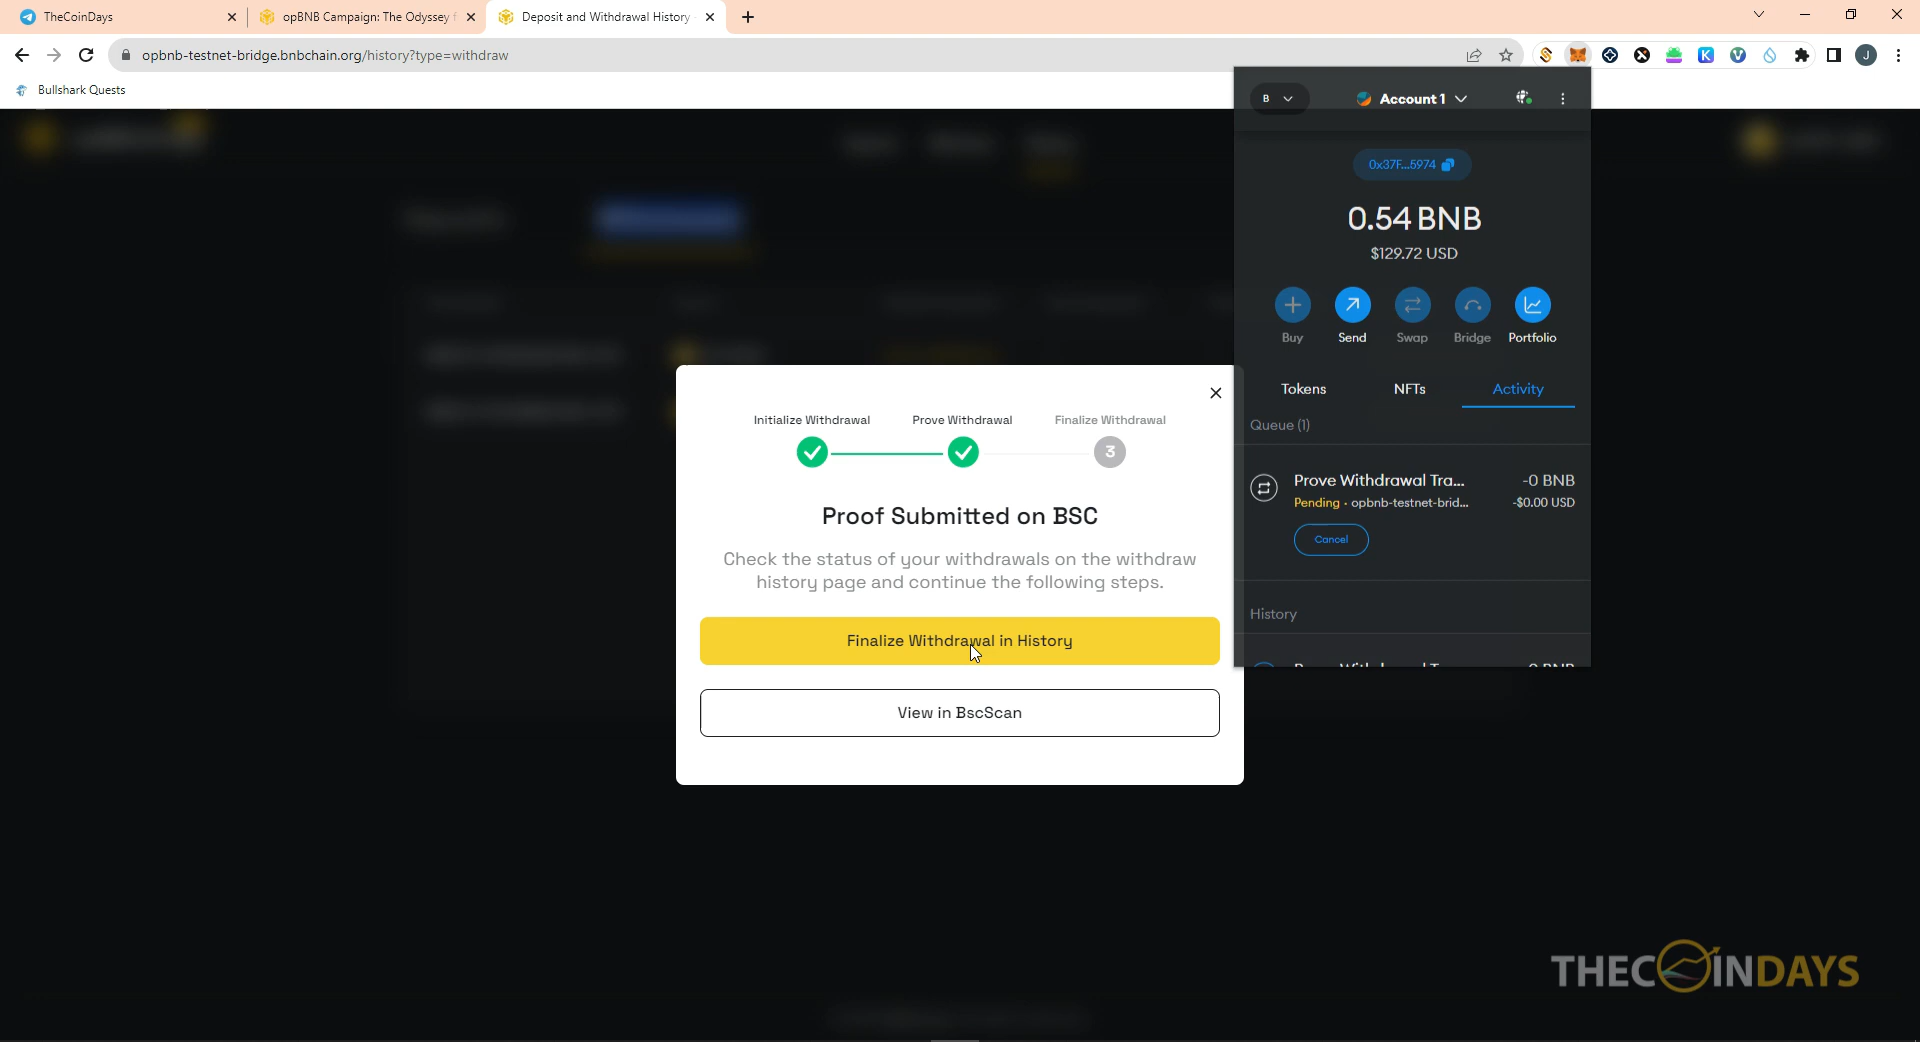 TheCoinDays
opBNB Campaign: The Odyssey f
Deposit and Withdrawal History
opbnb-testnet-bridge.bnbchain.org/history?type=withdraw
K
V
J
Bullshark Quests
B
Account 1
0x37F...5974
0.54 BNB
$129.72 USD
Buy
Send
Swap
Bridge
Portfolio
Tokens
NFTs
Activity
Queue (1)
Prove Withdrawal Tra...
-0 BNB
Pending · opbnb-testnet-brid...
-$0.00 USD
Cancel
History
Initialize Withdrawal
Prove Withdrawal
Finalize Withdrawal
3
Proof Submitted on BSC
Check the status of your withdrawals on the withdraw
history page and continue the following steps.
Finalize Withdrawal in History
View in BscScan
THECOINDAYS